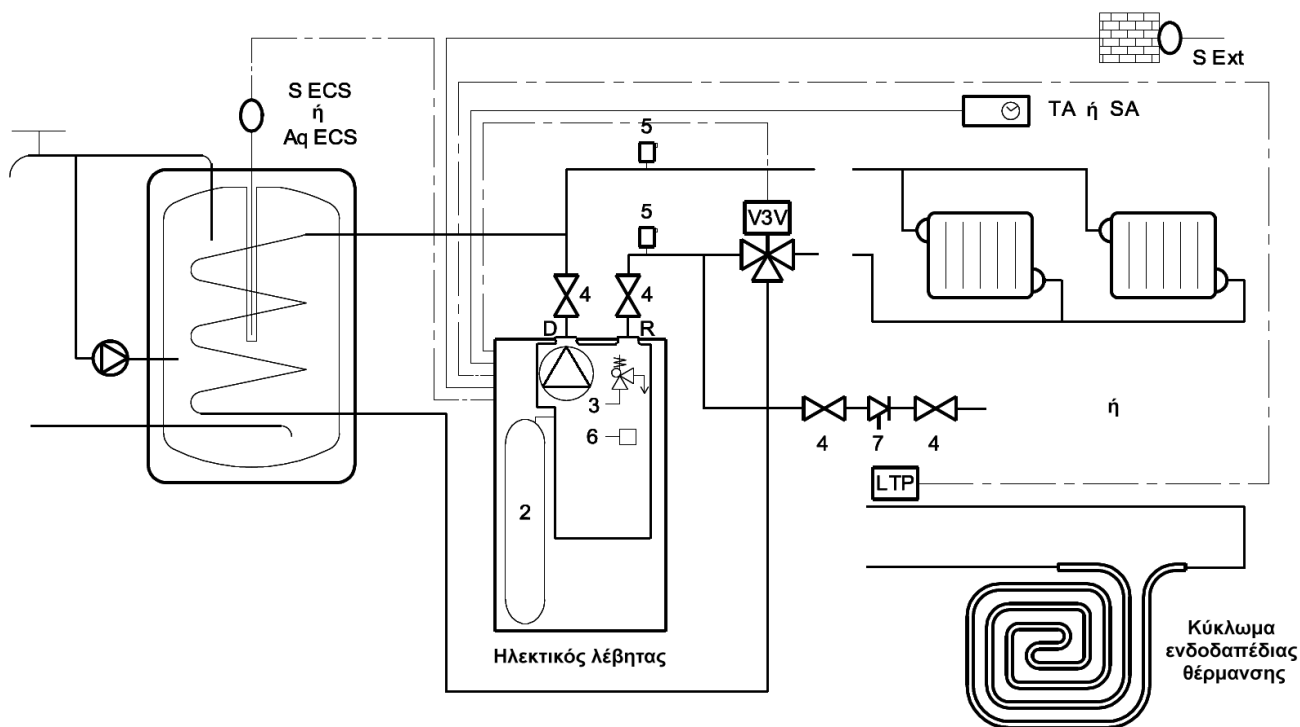 S Ext
S ECS
ή
Aq ECS
TA ή SA
5
V3V
5
4
4
D
R
3
6
4
7
4
ή
LTP
2
Ηλεκτικός λέβητας
Κύκλωμα
ενδοδαπέδιας
θέρμανσης